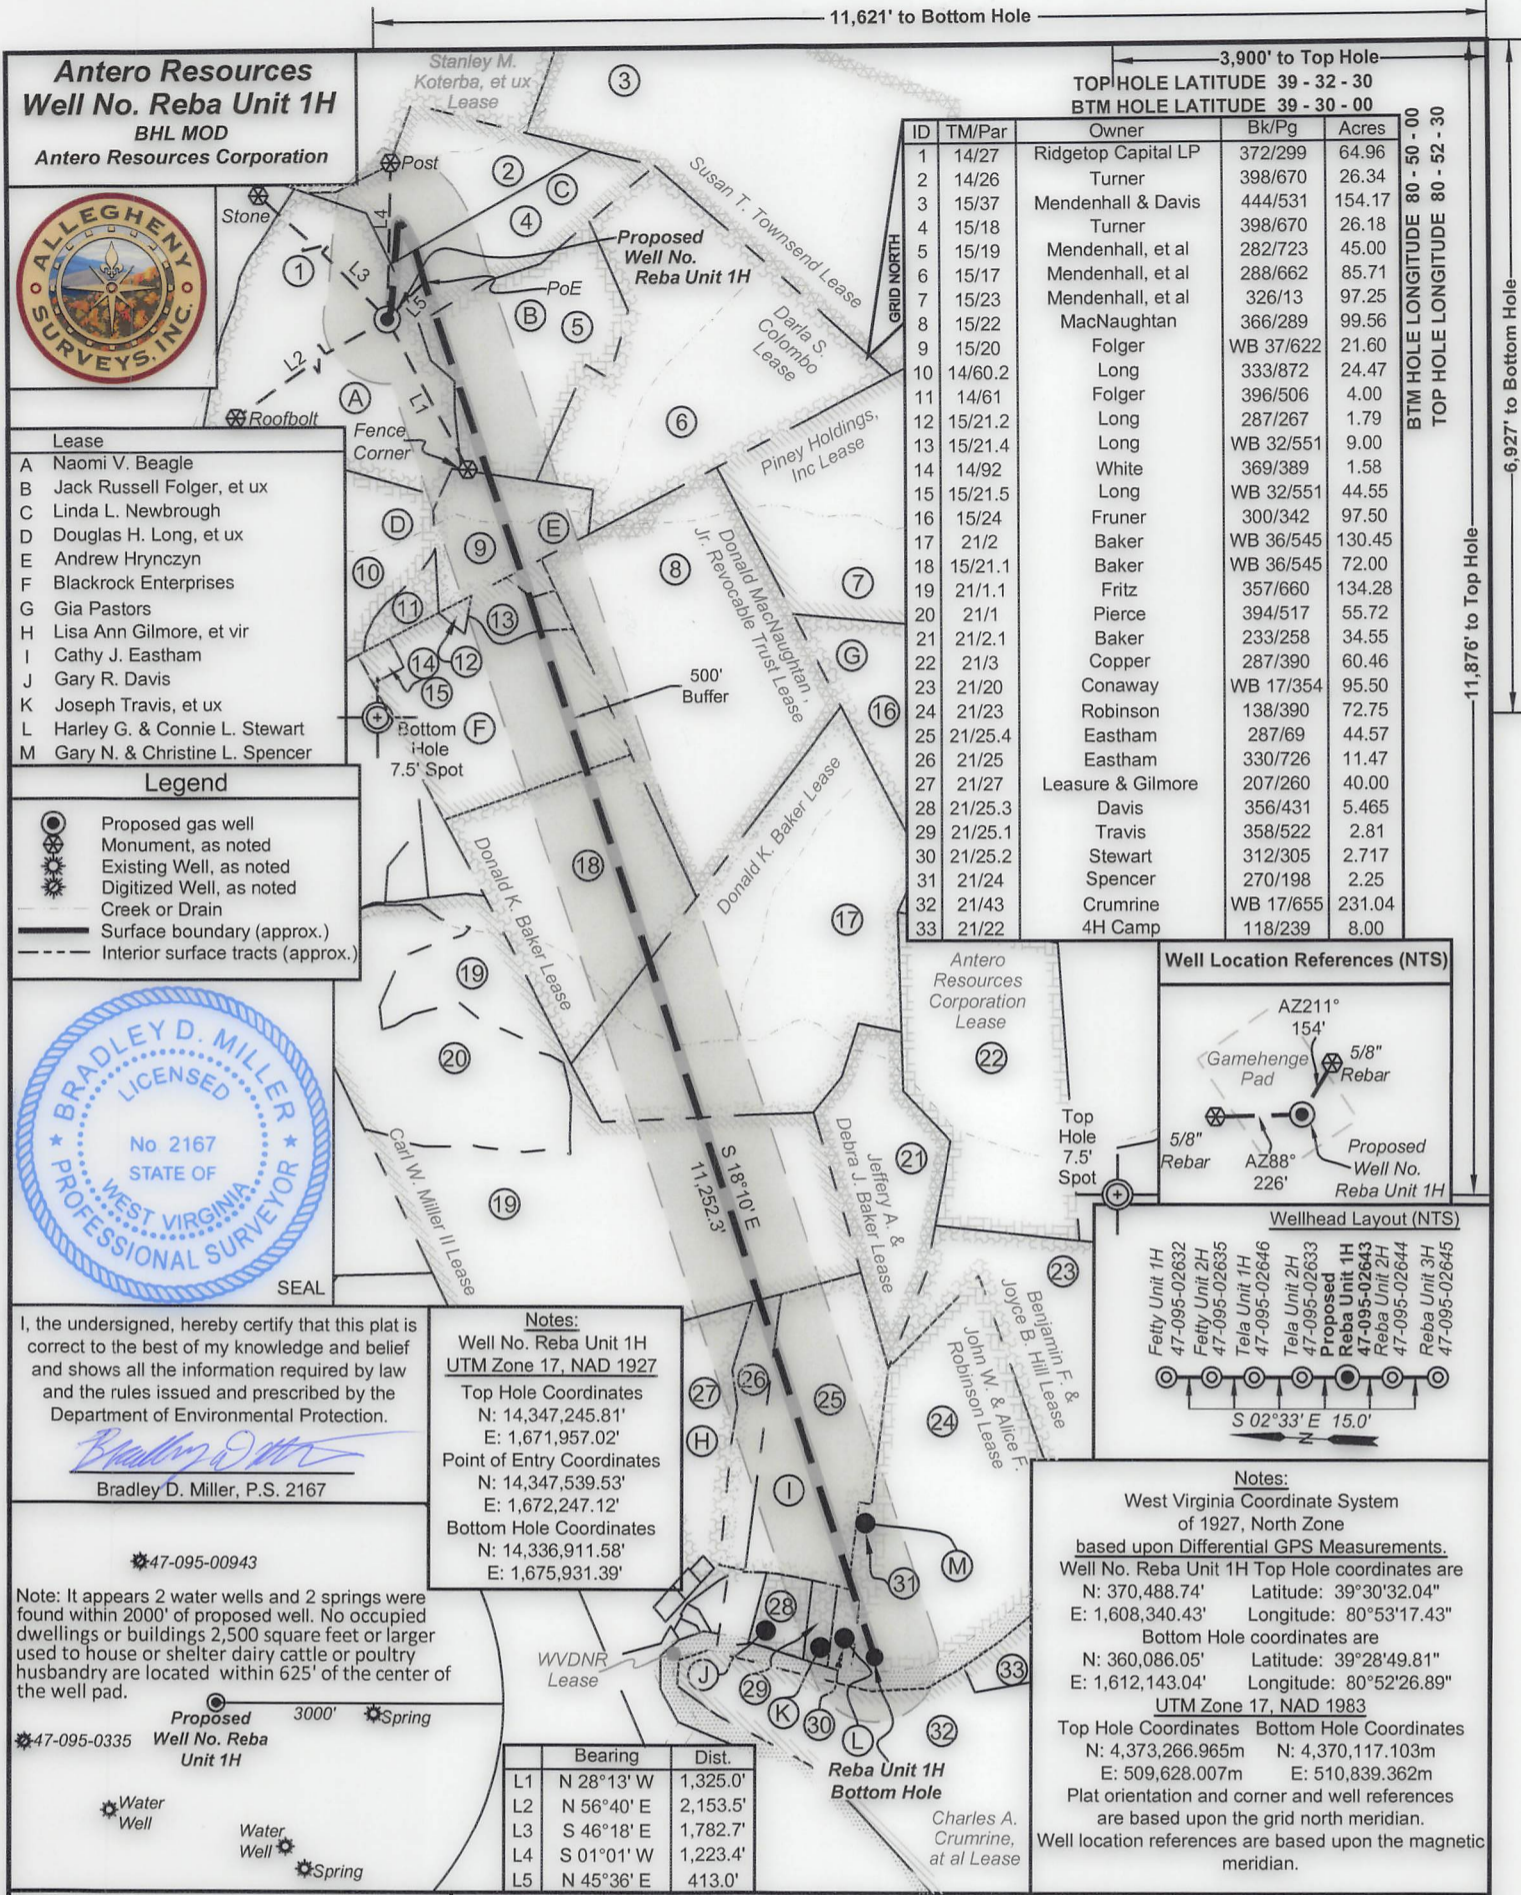 11,621' to Bottom Hole
3,900' to Top Hole
TOP HOLE LATITUDE 39 - 32 - 30
BTM HOLE LATITUDE 39 - 30 - 00
BTM HOLE LONGITUDE 80 - 50 - 00
TOP HOLE LONGITUDE 80 - 52 - 30
6,927' to Bottom Hole
11,876' to Top Hole
Antero Resources
Well No. Reba Unit 1H
BHL MOD
Antero Resources Corporation
ALLEGHENY
SURVEYS, INC.
ID TM/Par Owner Bk/Pg Acres
1 14/27 Ridgetop Capital LP 372/299 64.96
2 14/26 Turner 398/670 26.34
3 15/37 Mendenhall & Davis 444/531 154.17
4 15/18 Turner 398/670 26.18
5 15/19 Mendenhall, et al 282/723 45.00
6 15/17 Mendenhall, et al 288/662 85.71
7 15/23 Mendenhall, et al 326/13 97.25
8 15/22 MacNaughtan 366/289 99.56
9 15/20 Folger WB 37/622 21.60
10 14/60.2 Long 333/872 24.47
11 14/61 Folger 396/506 4.00
12 15/21.2 Long 287/267 1.79
13 15/21.4 Long WB 32/551 9.00
14 14/92 White 369/389 1.58
15 15/21.5 Long WB 32/551 44.55
16 15/24 Fruner 300/342 97.50
17 21/2 Baker WB 36/545 130.45
18 15/21.1 Baker WB 36/545 72.00
19 21/1.1 Fritz 357/660 134.28
20 21/1 Pierce 394/517 55.72
21 21/2.1 Baker 233/258 34.55
22 21/3 Copper 287/390 60.46
23 21/20 Conaway WB 17/354 95.50
24 21/23 Robinson 138/390 72.75
25 21/25.4 Eastham 287/69 44.57
26 21/25 Eastham 330/726 11.47
27 21/27 Leasure & Gilmore 207/260 40.00
28 21/25.3 Davis 356/431 5.465
29 21/25.1 Travis 358/522 2.81
30 21/25.2 Stewart 312/305 2.717
31 21/24 Spencer 270/198 2.25
32 21/43 Crumrine WB 17/655 231.04
33 21/22 4H Camp 118/239 8.00
GRID NORTH
Stanley M.
Koterba, et ux
Lease
3
Post
2
C
4
Stone
L4
1
L3
L5
Proposed
Well No.
Reba Unit 1H
PoE
B
5
Susan T. Townsend Lease
Darla S.
Colombo
Lease
L2
A
L1
Roofbolt
Fence
Corner
6
Piney Holdings,
Inc Lease
D
E
9
10
11
13
14
12
15
8
7
Donald MacNaughtan,
Jr. Revocable Trust Lease
G
16
500'
Buffer
F
Bottom
Hole
7.5' Spot
Lease
A Naomi V. Beagle
B Jack Russell Folger, et ux
C Linda L. Newbrough
D Douglas H. Long, et ux
E Andrew Hrynczyn
F Blackrock Enterprises
G Gia Pastors
H Lisa Ann Gilmore, et vir
I Cathy J. Eastham
J Gary R. Davis
K Joseph Travis, et ux
L Harley G. & Connie L. Stewart
M Gary N. & Christine L. Spencer
Legend
Proposed gas well
Monument, as noted
Existing Well, as noted
Digitized Well, as noted
Creek or Drain
Surface boundary (approx.)
Interior surface tracts (approx.)
Donald K. Baker Lease
Donald K. Baker Lease
18
17
19
20
19
Carl W. Miller II Lease
Antero
Resources
Corporation
Lease
22
21
Jeffery A. &
Debra J. Baker Lease
S 18°10' E
11,252.3'
Top
Hole
7.5'
Spot
23
Benjamin F. &
Joyce B. Hill Lease
John W. & Alice F.
Robinson Lease
24
25
26
27
H
I
M
31
28
J
29
K
30
L
32
33
WVDNR
Lease
Reba Unit 1H
Bottom Hole
Charles A.
Crumrine,
at al Lease
Well Location References (NTS)
AZ211°
154'
Gamehenge
Pad
5/8"
Rebar
5/8"
Rebar
AZ88°
226'
Proposed
Well No.
Reba Unit 1H
Wellhead Layout (NTS)
Fetty Unit 1H
47-095-02632
Fetty Unit 2H
47-095-02635
Tela Unit 1H
47-095-02646
Tela Unit 2H
47-095-02633
Proposed
Reba Unit 1H
47-095-02643
Reba Unit 2H
47-095-02644
Reba Unit 3H
47-095-02645
S 02°33' E 15.0'
N
BRADLEY D. MILLER
LICENSED
No. 2167
STATE OF
WEST VIRGINIA
PROFESSIONAL SURVEYOR
SEAL
I, the undersigned, hereby certify that this plat is
correct to the best of my knowledge and belief
and shows all the information required by law
and the rules issued and prescribed by the
Department of Environmental Protection.
Bradley D. Miller, P.S. 2167
Notes:
Well No. Reba Unit 1H
UTM Zone 17, NAD 1927
Top Hole Coordinates
N: 14,347,245.81'
E: 1,671,957.02'
Point of Entry Coordinates
N: 14,347,539.53'
E: 1,672,247.12'
Bottom Hole Coordinates
N: 14,336,911.58'
E: 1,675,931.39'
47-095-00943
Note: It appears 2 water wells and 2 springs were
found within 2000' of proposed well. No occupied
dwellings or buildings 2,500 square feet or larger
used to house or shelter dairy cattle or poultry
husbandry are located within 625' of the center of
the well pad.
3000'
Proposed
Well No. Reba
Unit 1H
Spring
47-095-0335
Water
Well
Water
Well
Spring
Bearing Dist.
L1 N 28°13' W 1,325.0'
L2 N 56°40' E 2,153.5'
L3 S 46°18' E 1,782.7'
L4 S 01°01' W 1,223.4'
L5 N 45°36' E 413.0'
Notes:
West Virginia Coordinate System
of 1927, North Zone
based upon Differential GPS Measurements.
Well No. Reba Unit 1H Top Hole coordinates are
N: 370,488.74' Latitude: 39°30'32.04"
E: 1,608,340.43' Longitude: 80°53'17.43"
Bottom Hole coordinates are
N: 360,086.05' Latitude: 39°28'49.81"
E: 1,612,143.04' Longitude: 80°52'26.89"
UTM Zone 17, NAD 1983
Top Hole Coordinates Bottom Hole Coordinates
N: 4,373,266.965m N: 4,370,117.103m
E: 509,628.007m E: 510,839.362m
Plat orientation and corner and well references
are based upon the grid north meridian.
Well location references are based upon the magnetic
meridian.